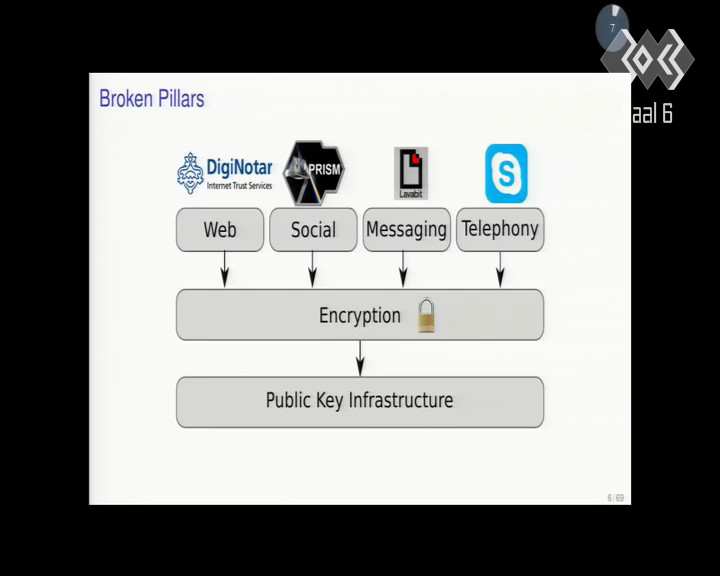 7
aal 6
Broken Pillars
DigiNotar
Internet Trust Services
PRISM
Lavabit
S
Web
Social
Messaging
Telephony
Encryption
Public Key Infrastructure
6 / 69